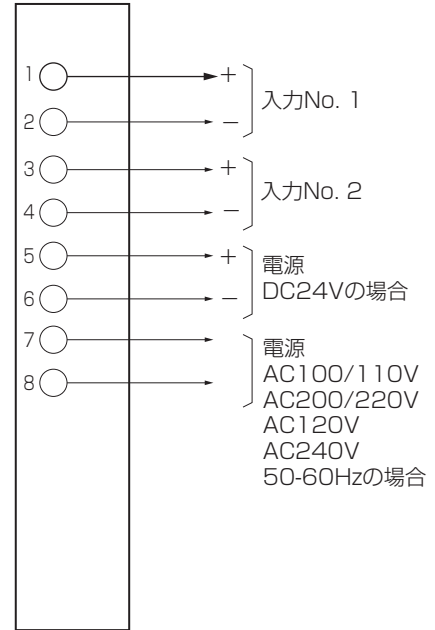 1 +
入力No. 1
2 −
3 +
入力No. 2
4 −
5 +
電源
DC24Vの場合
6 −
7
電源
8
AC100/110V
AC200/220V
AC120V
AC240V
50-60Hzの場合